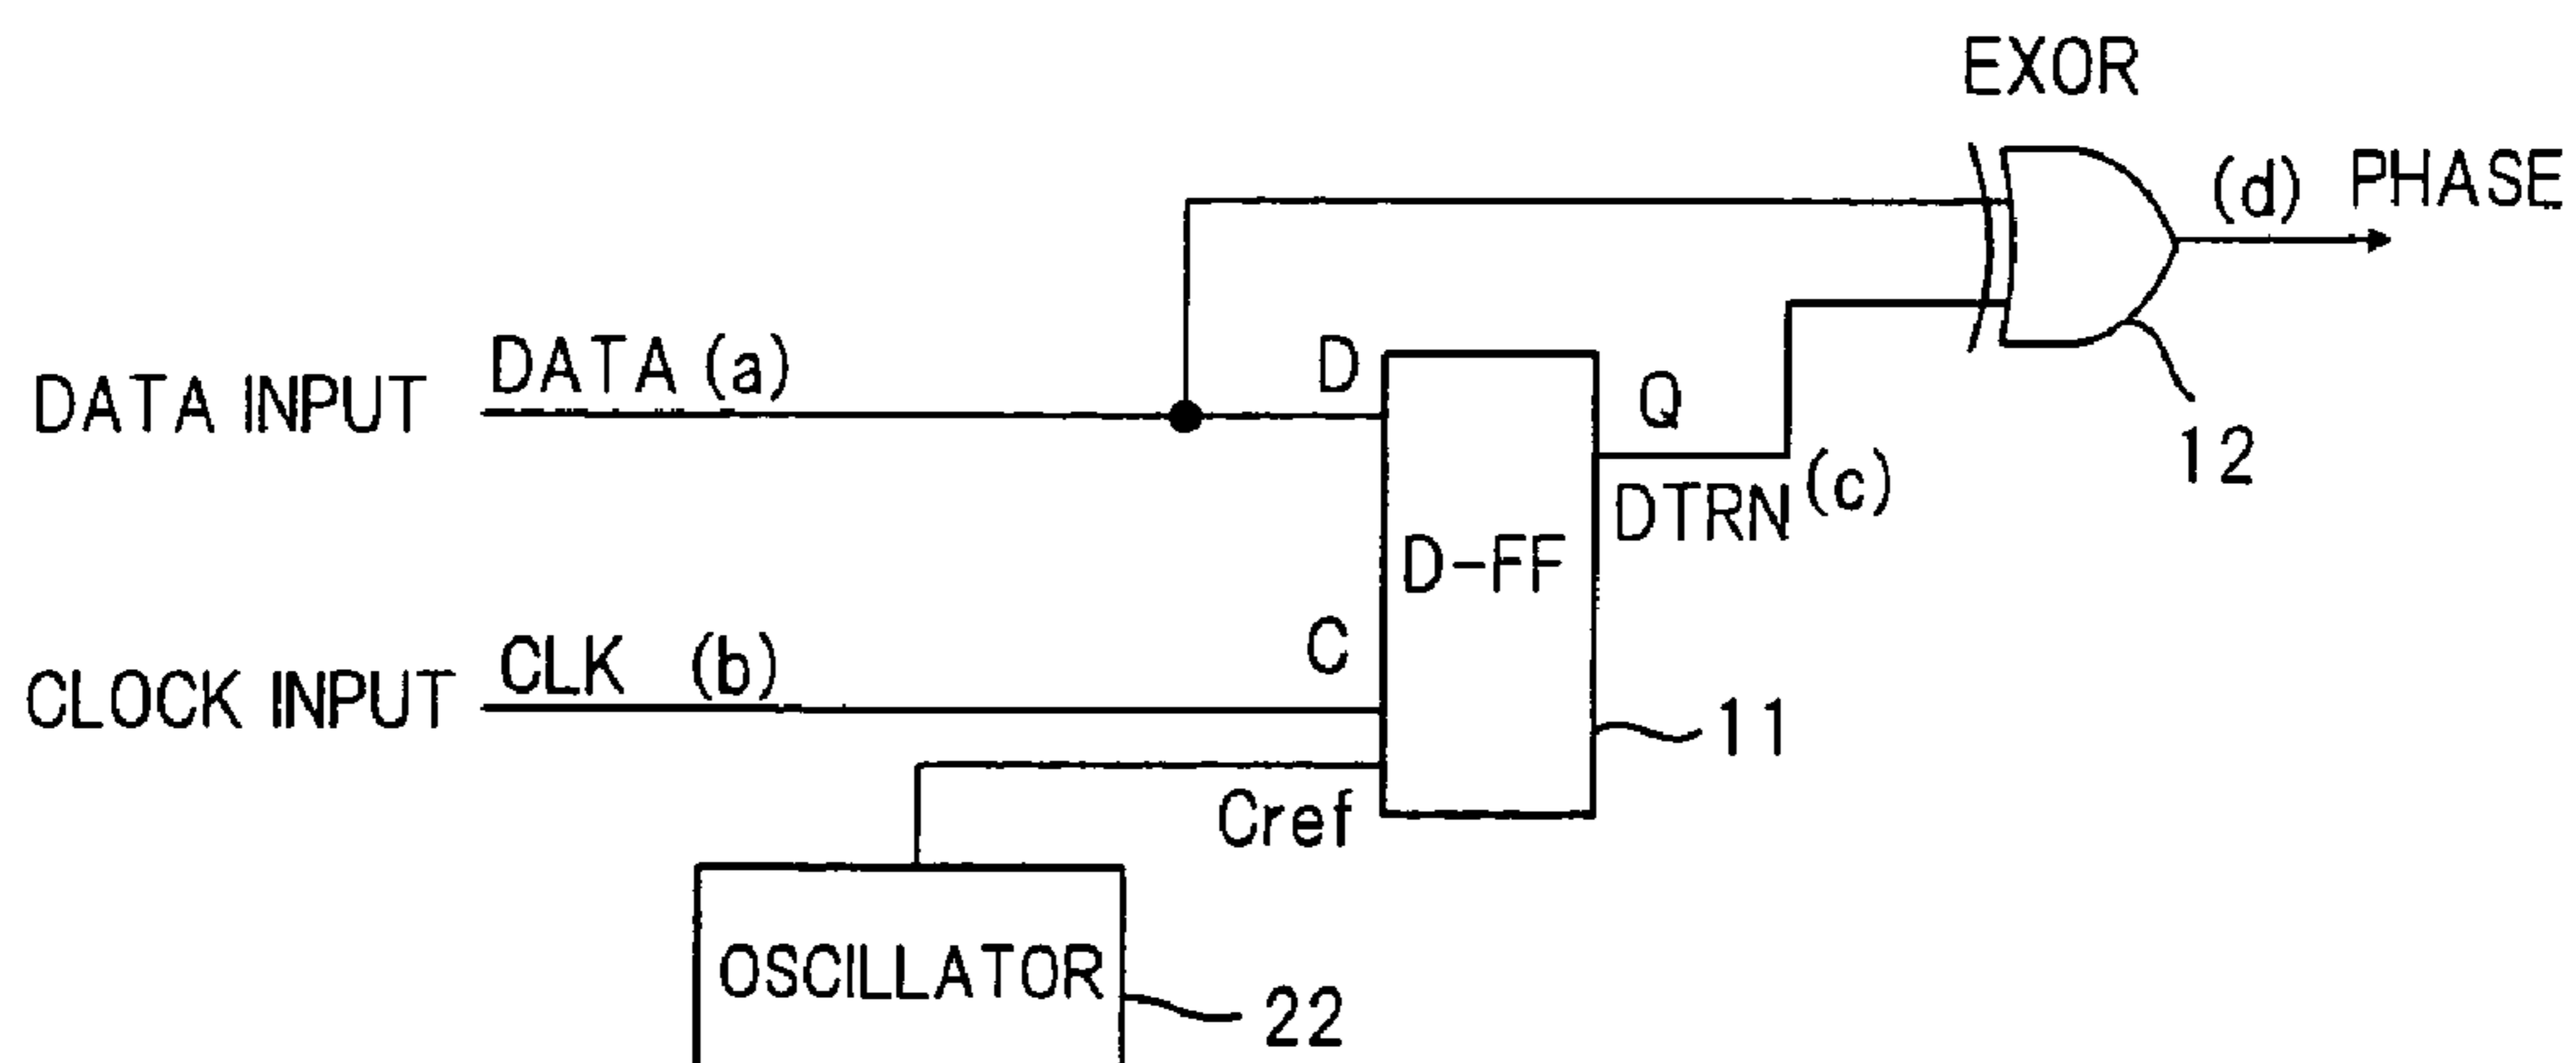 EXOR
(d) PHASE
DATA INPUT DATA (a) D
Q
12
DTRN (c)
D-FF
CLOCK INPUT CLK (b) C
11
Cref
OSCILLATOR
22